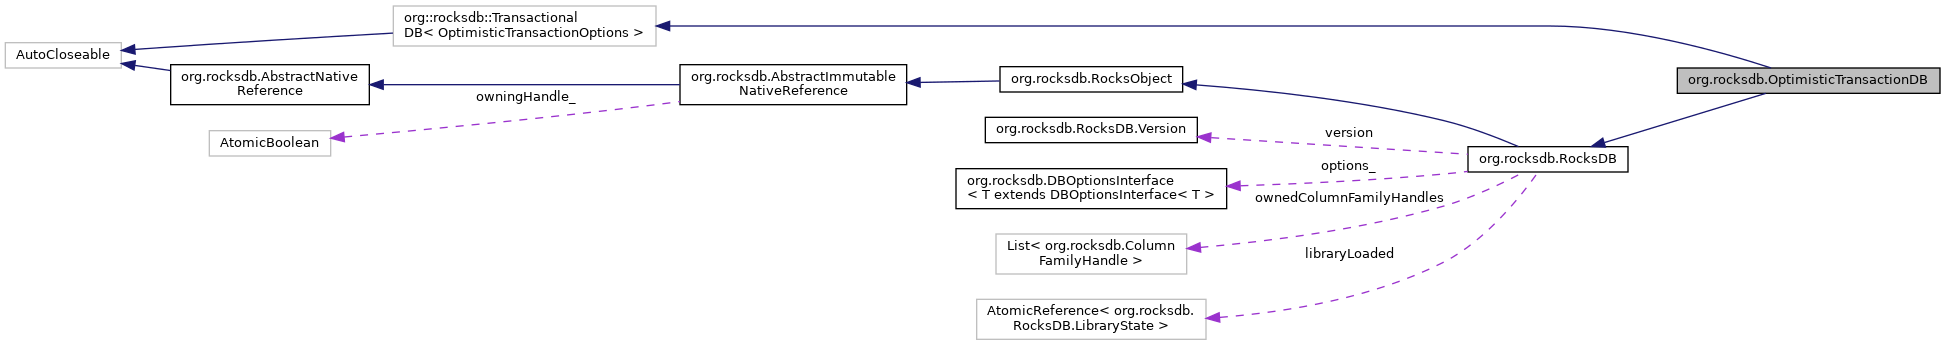 org::rocksdb::Transactional
DB< OptimisticTransactionOptions >
AutoCloseable
org.rocksdb.AbstractNative
Reference
org.rocksdb.AbstractImmutable
NativeReference
org.rocksdb.RocksObject
org.rocksdb.OptimisticTransactionDB
owningHandle_
AtomicBoolean
org.rocksdb.RocksDB.Version
version
org.rocksdb.RocksDB
options_
org.rocksdb.DBOptionsInterface
< T extends DBOptionsInterface< T >
ownedColumnFamilyHandles
List< org.rocksdb.Column
FamilyHandle >
libraryLoaded
AtomicReference< org.rocksdb.
RocksDB.LibraryState >